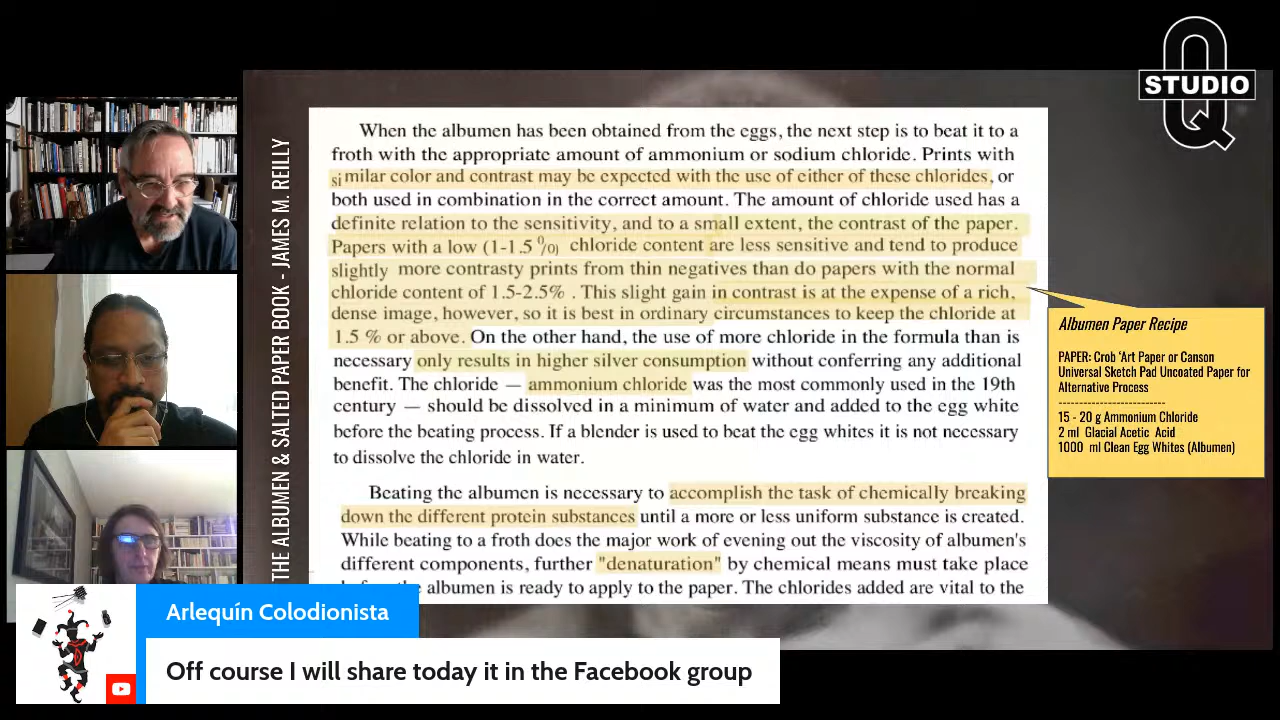 STUDIO
Q
THE ALBUMEN & SALTED PAPER BOOK - JAMES M. REILLY
When the albumen has been obtained from the eggs, the next step is to beat it to a
froth with the appropriate amount of ammonium or sodium chloride. Prints with
similar color and contrast may be expected with the use of either of these chlorides, or
both used in combination in the correct amount. The amount of chloride used has a
definite relation to the sensitivity, and to a small extent, the contrast of the paper.
Papers with a low (1-1.5 %) chloride content are less sensitive and tend to produce
slightly more contrasty prints from thin negatives than do papers with the normal
chloride content of 1.5-2.5% . This slight gain in contrast is at the expense of a rich,
dense image, however, so it is best in ordinary circumstances to keep the chloride at
1.5 % or above. On the other hand, the use of more chloride in the formula than is
necessary only results in higher silver consumption without conferring any additional
benefit. The chloride — ammonium chloride was the most commonly used in the 19th
century — should be dissolved in a minimum of water and added to the egg white
before the beating process. If a blender is used to beat the egg whites it is not necessary
to dissolve the chloride in water.
Beating the albumen is necessary to accomplish the task of chemically breaking
down the different protein substances until a more or less uniform substance is created.
While beating to a froth does the major work of evening out the viscosity of albumen's
different components, further "denaturation" by chemical means must take place
albumen is ready to apply to the paper. The chlorides added are vital to the
Albumen Paper Recipe
PAPER: Crob 'Art Paper or Canson
Universal Sketch Pad Uncoated Paper for
Alternative Process
--------------------------
15 - 20 g Ammonium Chloride
2 ml Glacial Acetic Acid
1000 ml Clean Egg Whites (Albumen)
Arlequín Colodionista
Off course I will share today it in the Facebook group